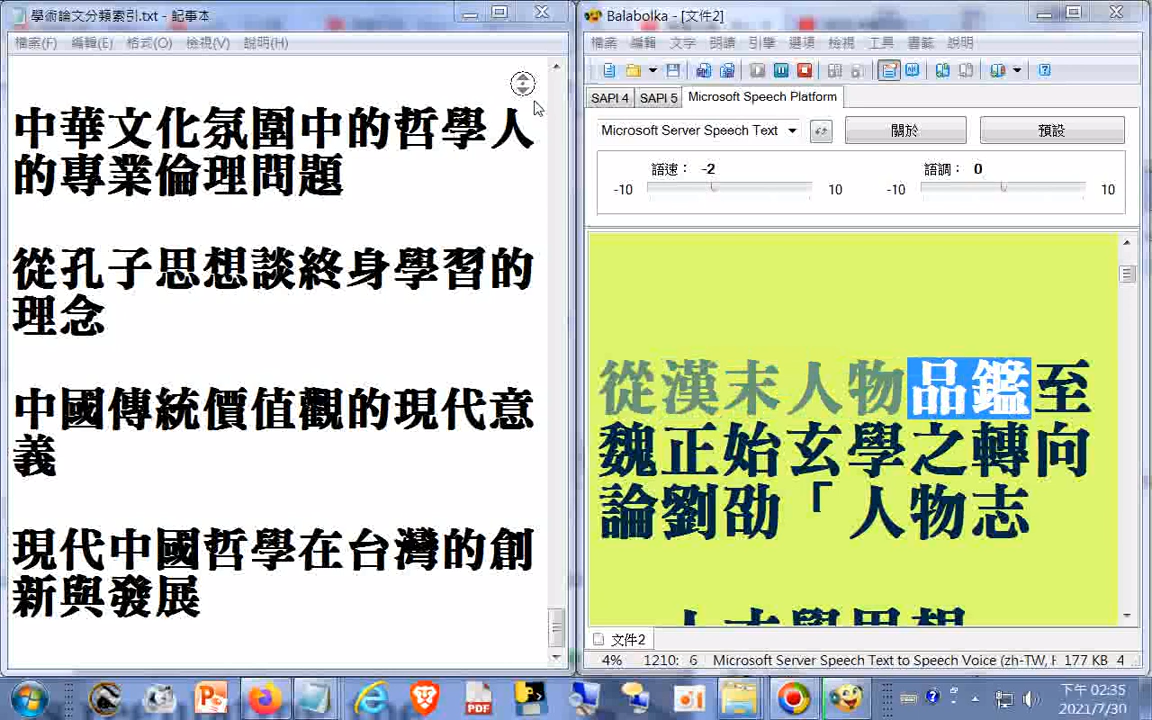 學術論文分類索引.txt - 記事本
檔案(F) 編輯(E) 格式(O) 檢視(V) 說明(H)
中華文化氛圍中的哲學人
的專業倫理問題
從孔子思想談終身學習的
理念
中國傳統價值觀的現代意
義
現代中國哲學在台灣的創
新與發展
Balabolka - [文件2]
檔案 編輯 文字 朗讀 引擎 選項 檢視 工具 書籤 說明
SAPI 4 SAPI 5 Microsoft Speech Platform
Microsoft Server Speech Text 關於 預設
語速： -2 語調： 0
-10 10 -10 10
從漢末人物品鑑至
魏正始玄學之轉向
論劉劭「人物志
文件2
4% 1210: 6 Microsoft Server Speech Text to Speech Voice (zh-TW, 177 KB 4
PDF
下午 02:35
2021/7/30